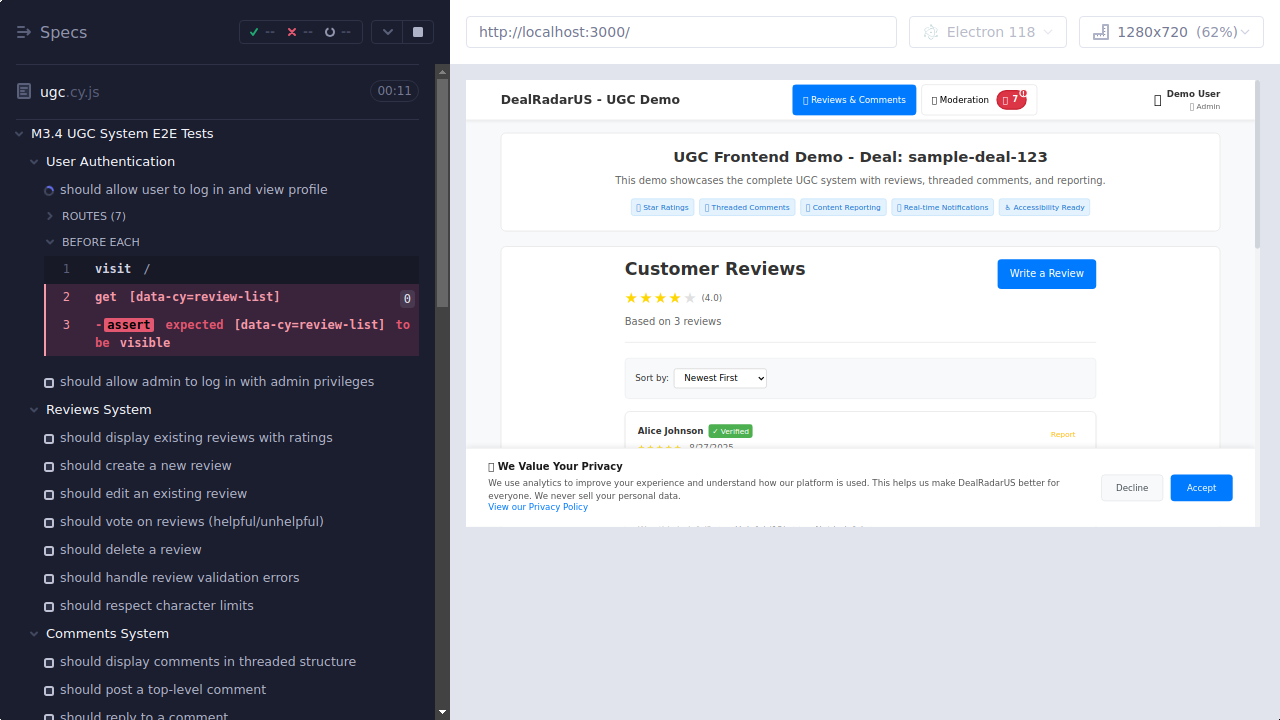 Specs
--
--
--
ugc.cy.js
00:11
M3.4 UGC System E2E Tests
User Authentication
should allow user to log in and view profile
ROUTES (7)
BEFORE EACH
1 visit /
2 get [data-cy=review-list] 0
3 -assert expected [data-cy=review-list] to
be visible
should allow admin to log in with admin privileges
Reviews System
should display existing reviews with ratings
should create a new review
should edit an existing review
should vote on reviews (helpful/unhelpful)
should delete a review
should handle review validation errors
should respect character limits
Comments System
should display comments in threaded structure
should post a top-level comment
should reply to a comment
http://localhost:3000/
Electron 118
1280x720 (62%)
DealRadarUS - UGC Demo
Reviews & Comments
Moderation
7
Demo User
Admin
UGC Frontend Demo - Deal: sample-deal-123
This demo showcases the complete UGC system with reviews, threaded comments, and reporting.
Star Ratings
Threaded Comments
Content Reporting
Real-time Notifications
Accessibility Ready
Customer Reviews
Write a Review
(4.0)
Based on 3 reviews
Sort by:
Newest First
Alice Johnson
✓ Verified
Report
8/27/2025
We Value Your Privacy
We use analytics to improve your experience and understand how our platform is used. This helps us make DealRadarUS better for
everyone. We never sell your personal data.
View our Privacy Policy
Decline
Accept